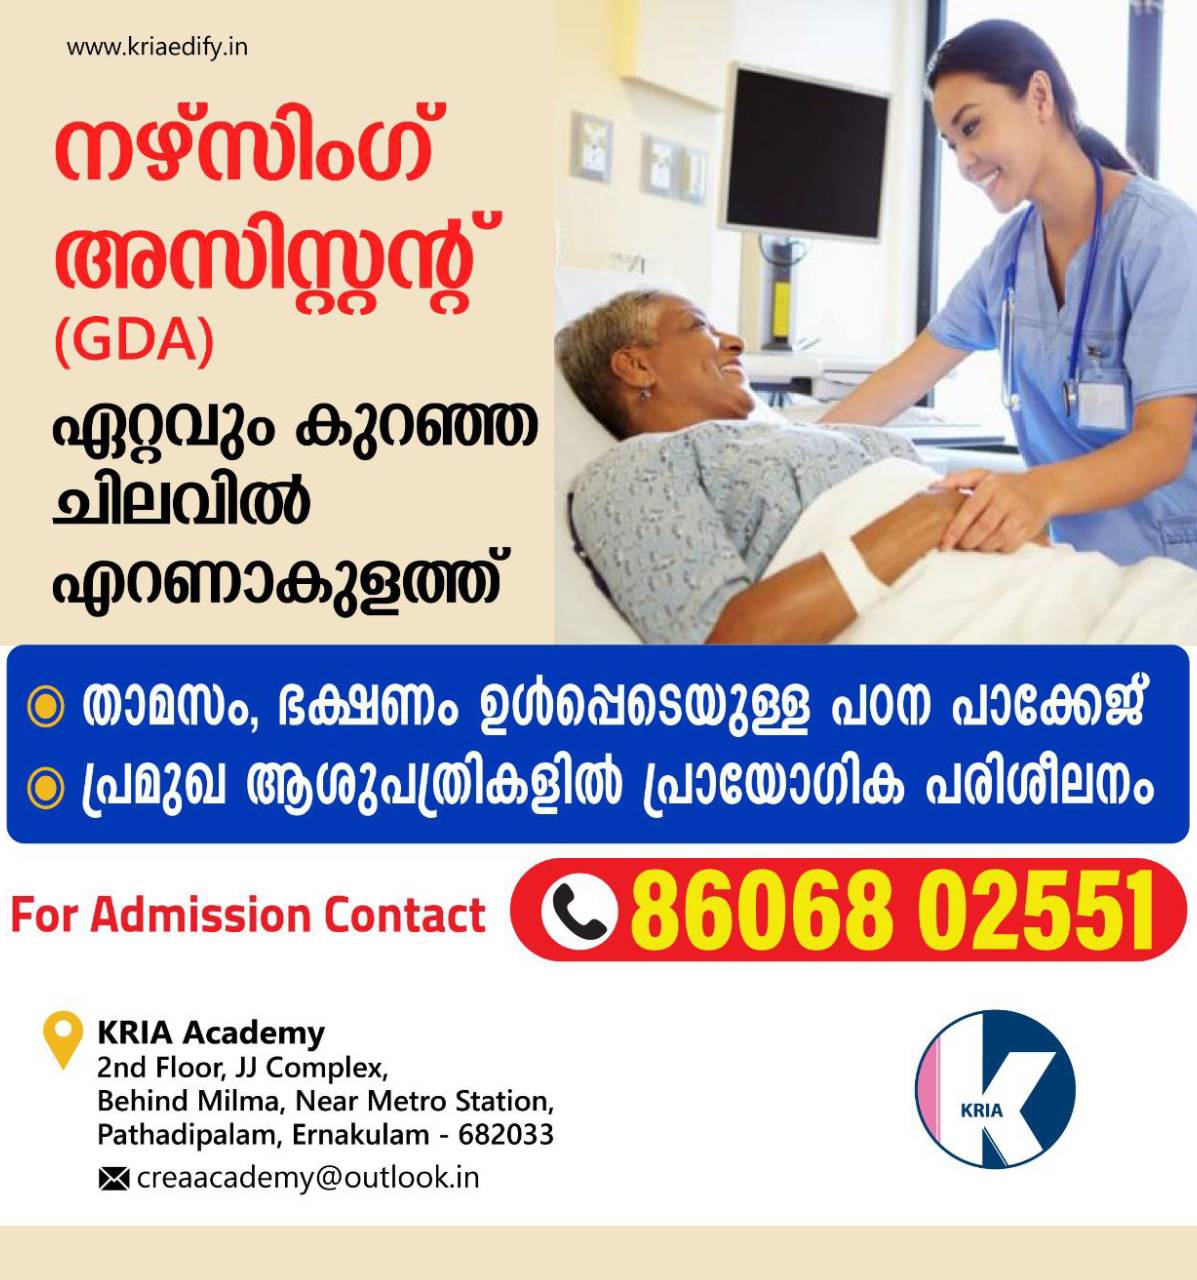 www.kriaedify.in
നഴ്സിംഗ്
അസിസ്റ്റന്റ്
(GDA)
ഏറ്റവും കുറഞ്ഞ
ചിലവിൽ
എറണാകുളത്ത്
താമസം, ഭക്ഷണം ഉൾപ്പെടെയുള്ള പഠന പാക്കേജ്
പ്രമുഖ ആശുപത്രികളിൽ പ്രായോഗിക പരിശീലനം
For Admission Contact 86068 02551
KRIA Academy
2nd Floor, JJ Complex,
Behind Milma, Near Metro Station,
Pathadipalam, Ernakulam - 682033
creaacademy@outlook.in
KRIA